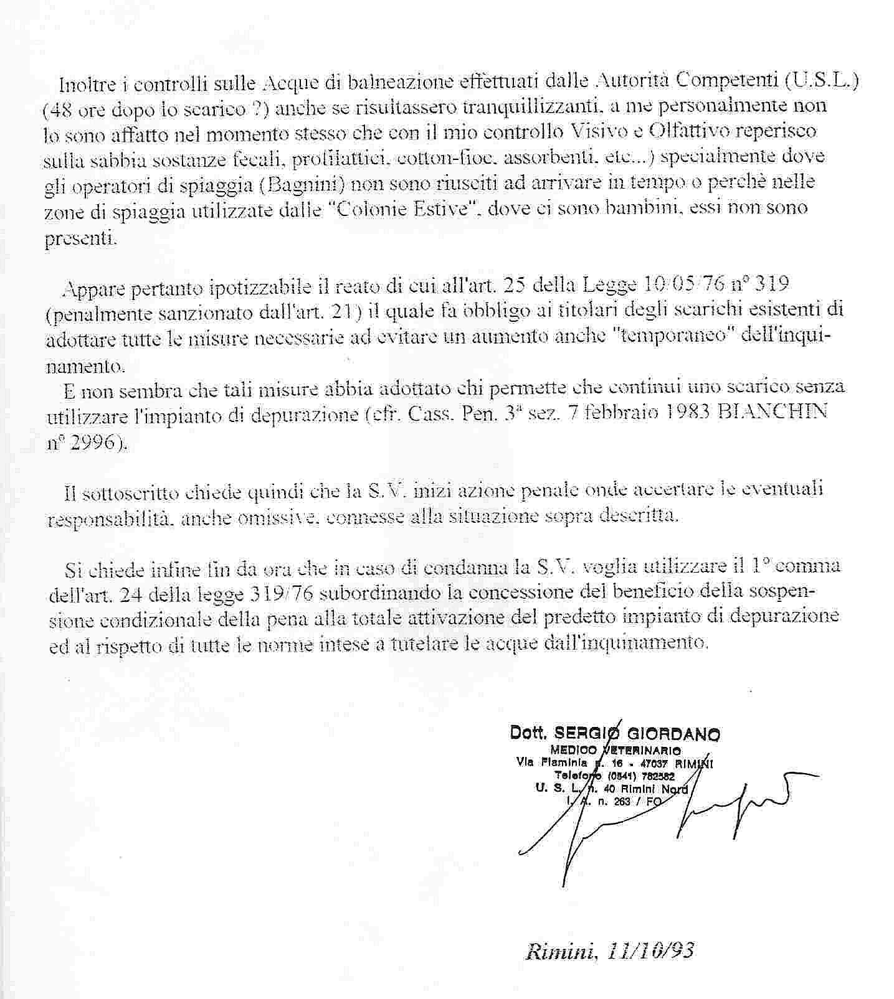 Inoltre i controlli sulle Acque di balneazione effettuati dalle Autorità Competenti (U.S.L.)
(48 ore dopo lo scarico ?) anche se risultassero tranquillizzanti, a me personalmente non
lo sono affatto nel momento stesso che con il mio controllo Visivo e Olfattivo reperisco
sulla sabbia sostanze fecali, profilattici, cotton-fioc, assorbenti, etc...) specialmente dove
gli operatori di spiaggia (Bagnini) non sono riusciti ad arrivare in tempo o perchè nelle
zone di spiaggia utilizzate dalle "Colonie Estive", dove ci sono bambini, essi non sono
presenti.
Appare pertanto ipotizzabile il reato di cui all'art. 25 della Legge 10/05/76 n° 319
(penalmente sanzionato dall'art. 21) il quale fa obbligo ai titolari degli scarichi esistenti di
adottare tutte le misure necessarie ad evitare un aumento anche "temporaneo" dell'inqui-
namento.
E non sembra che tali misure abbia adottato chi permette che continui uno scarico senza
utilizzare l'impianto di depurazione (cfr. Cass. Pen. 3ª sez. 7 febbraio 1983 BIANCHIN
n° 2996).
Il sottoscritto chiede quindi che la S.V. inizi azione penale onde accertare le eventuali
responsabilità, anche omissive, connesse alla situazione sopra descritta.
Si chiede infine fin da ora che in caso di condanna la S.V. voglia utilizzare il 1° comma
dell'art. 24 della legge 319/76 subordinando la concessione del beneficio della sospen-
sione condizionale della pena alla totale attivazione del predetto impianto di depurazione
ed al rispetto di tutte le norme intese a tutelare le acque dall'inquinamento.
Dott. SERGIO GIORDANO
MEDICO VETERINARIO
Via Flaminia n. 16 - 47037 RIMINI
Telefono (0541) 782582
U. S. L. n. 40 Rimini Nord
I. A. n. 263 / FO
Rimini, 11/10/93